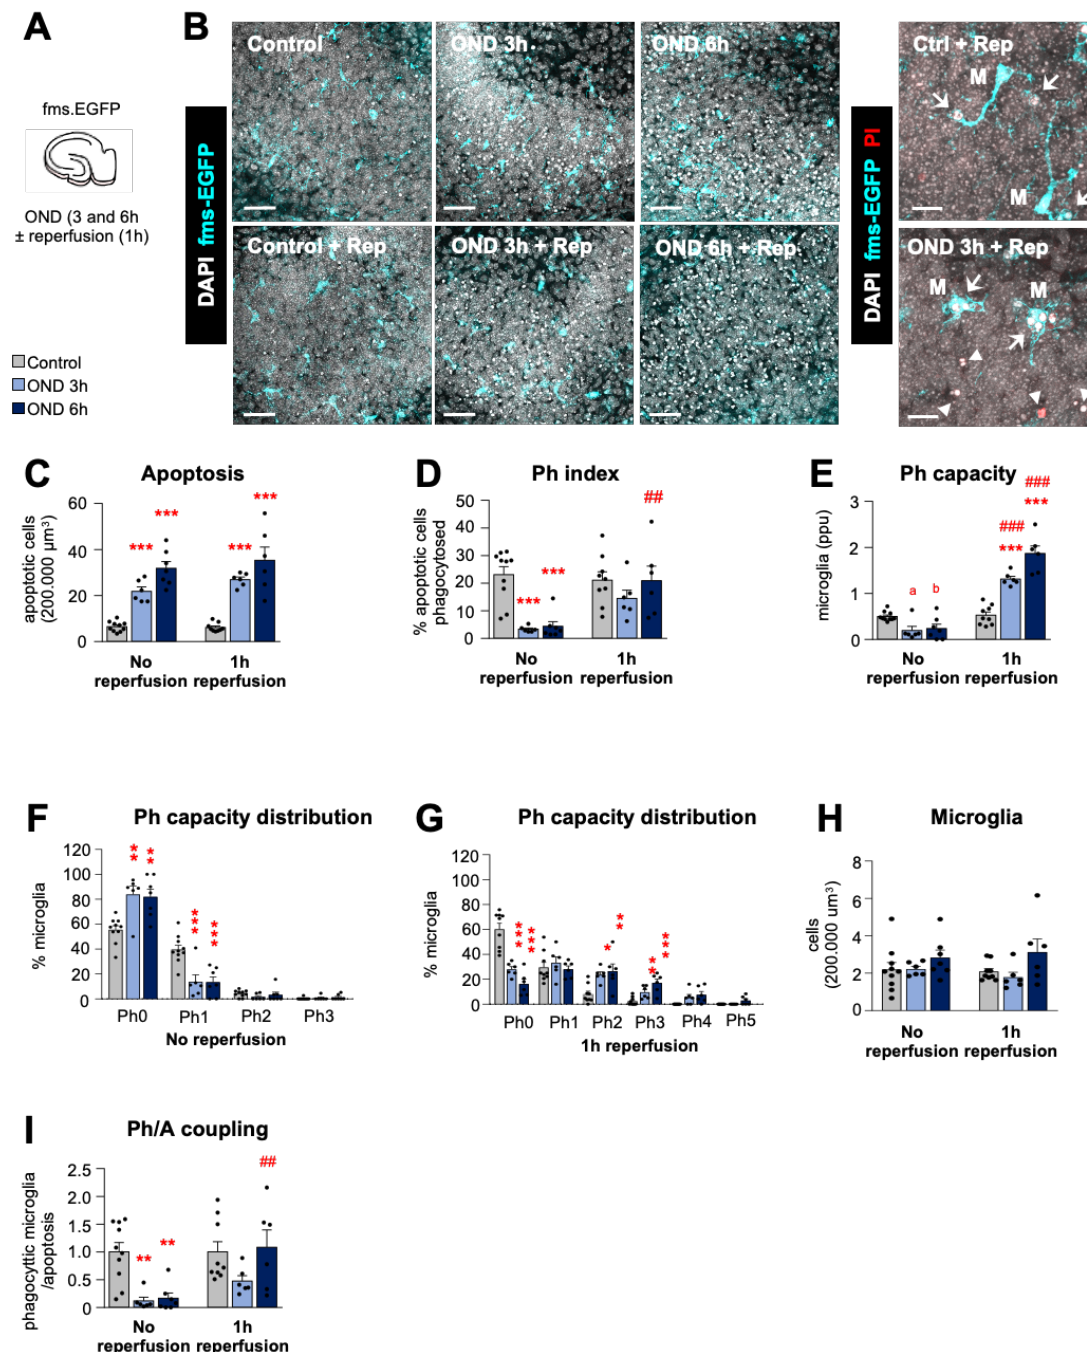 A
fms.EGFP
OND (3 and 6h
± reperfusion (1h)
Control
OND 3h
OND 6h
B
DAPI fms-EGFP
Control
OND 3h
OND 6h
Control + Rep
OND 3h + Rep
OND 6h + Rep
DAPI fms-EGFP PI
Ctrl + Rep
M
M
OND 3h + Rep
M
M
C
Apoptosis
apoptotic cells
(200.000 µm³)
60
40
20
0
***
***
***
***
No
reperfusion
1h
reperfusion
D
Ph index
% apoptotic cells
phagocytosed
50
40
30
20
10
0
***
***
##
No
reperfusion
1h
reperfusion
E
Ph capacity
microglia (ppu)
3
2
1
0
a
b
###
***
###
***
No
reperfusion
1h
reperfusion
F
Ph capacity distribution
% microglia
120
100
80
60
40
20
0
**
**
***
***
Ph0
Ph1
Ph2
Ph3
No reperfusion
G
Ph capacity distribution
% microglia
120
100
80
60
40
20
0
***
***
*
**
**
***
Ph0
Ph1
Ph2
Ph3
Ph4
Ph5
1h reperfusion
H
Microglia
cells
(200.000 um³)
8
6
4
2
0
No
reperfusion
1h
reperfusion
I
Ph/A coupling
phagocyttic microglia
/apoptosis
2.5
2.0
1.5
1.0
0.5
0
**
**
##
No
reperfusion
1h
reperfusion